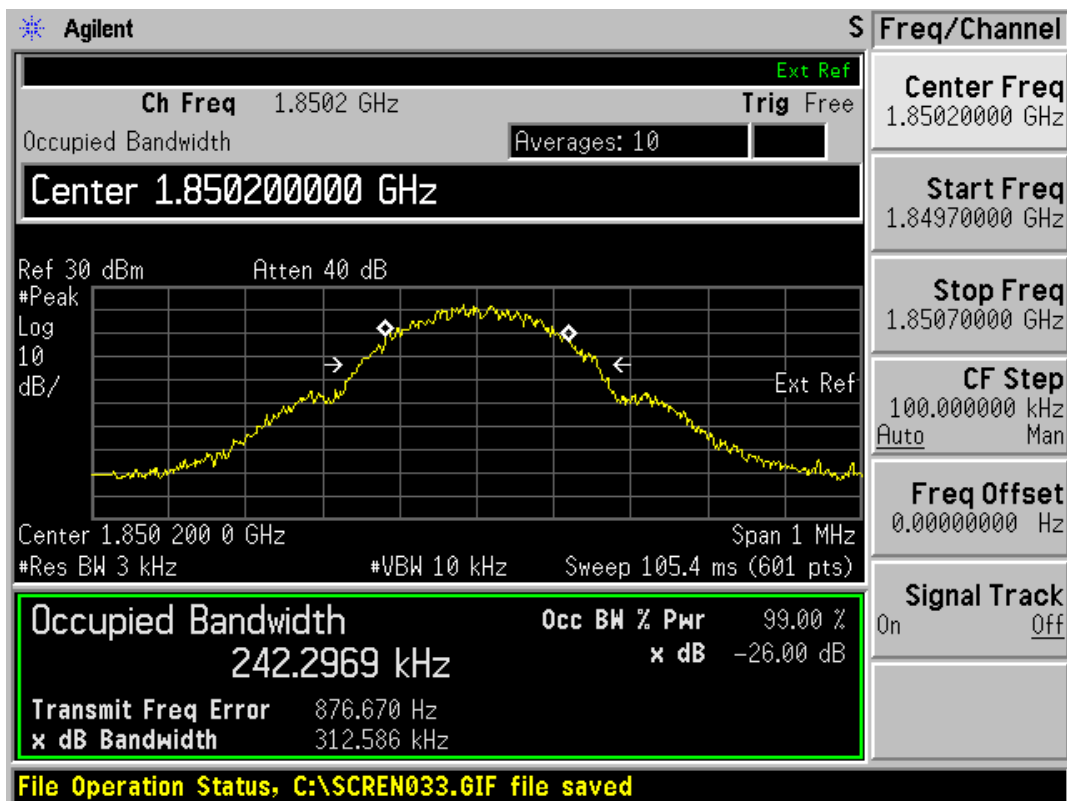 Agilent
S
Freq/Channel
Ext Ref
Ch Freq 1.8502 GHz
Trig Free
Occupied Bandwidth
Averages: 10
Center 1.850200000 GHz
Ref 30 dBm
Atten 40 dB
#Peak
Log
10
dB/
Ext Ref
Center 1.850 200 0 GHz
Span 1 MHz
#Res BW 3 kHz
#VBW 10 kHz
Sweep 105.4 ms (601 pts)
Occupied Bandwidth
242.2969 kHz
Occ BW % Pwr 99.00 %
x dB -26.00 dB
Transmit Freq Error 876.670 Hz
x dB Bandwidth 312.586 kHz
File Operation Status, C:\SCREN033.GIF file saved
Center Freq
1.85020000 GHz
Start Freq
1.84970000 GHz
Stop Freq
1.85070000 GHz
CF Step
100.000000 kHz
Auto Man
Freq Offset
0.00000000 Hz
Signal Track
On Off